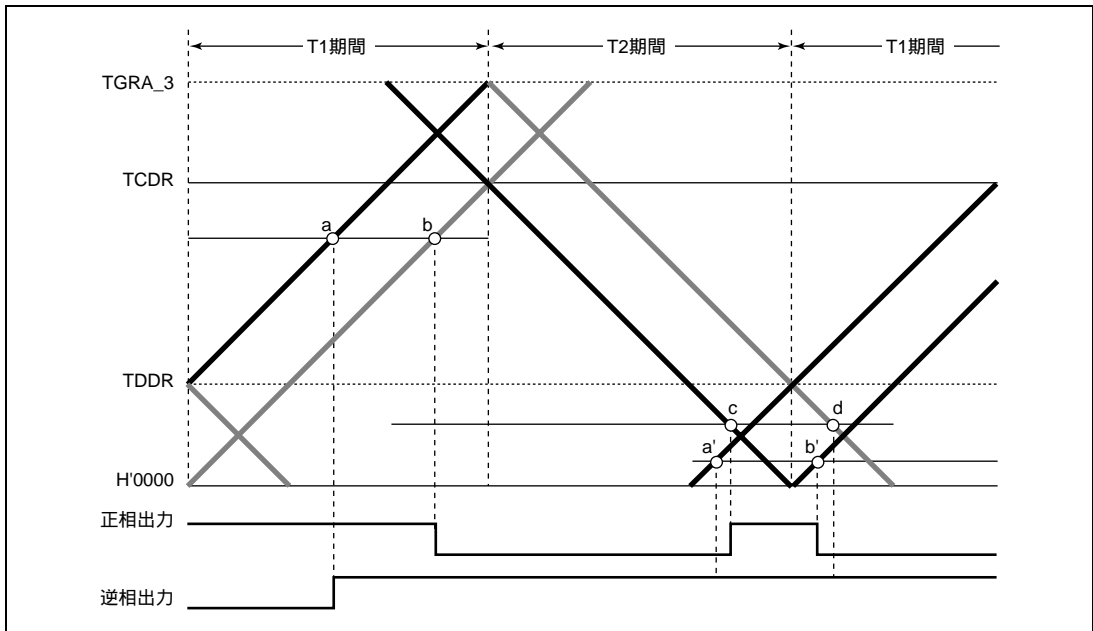 T1期間
T2期間
T1期間
TGRA_3
TCDR
a
b
TDDR
c
d
a'
b'
H'0000
正相出力
逆相出力